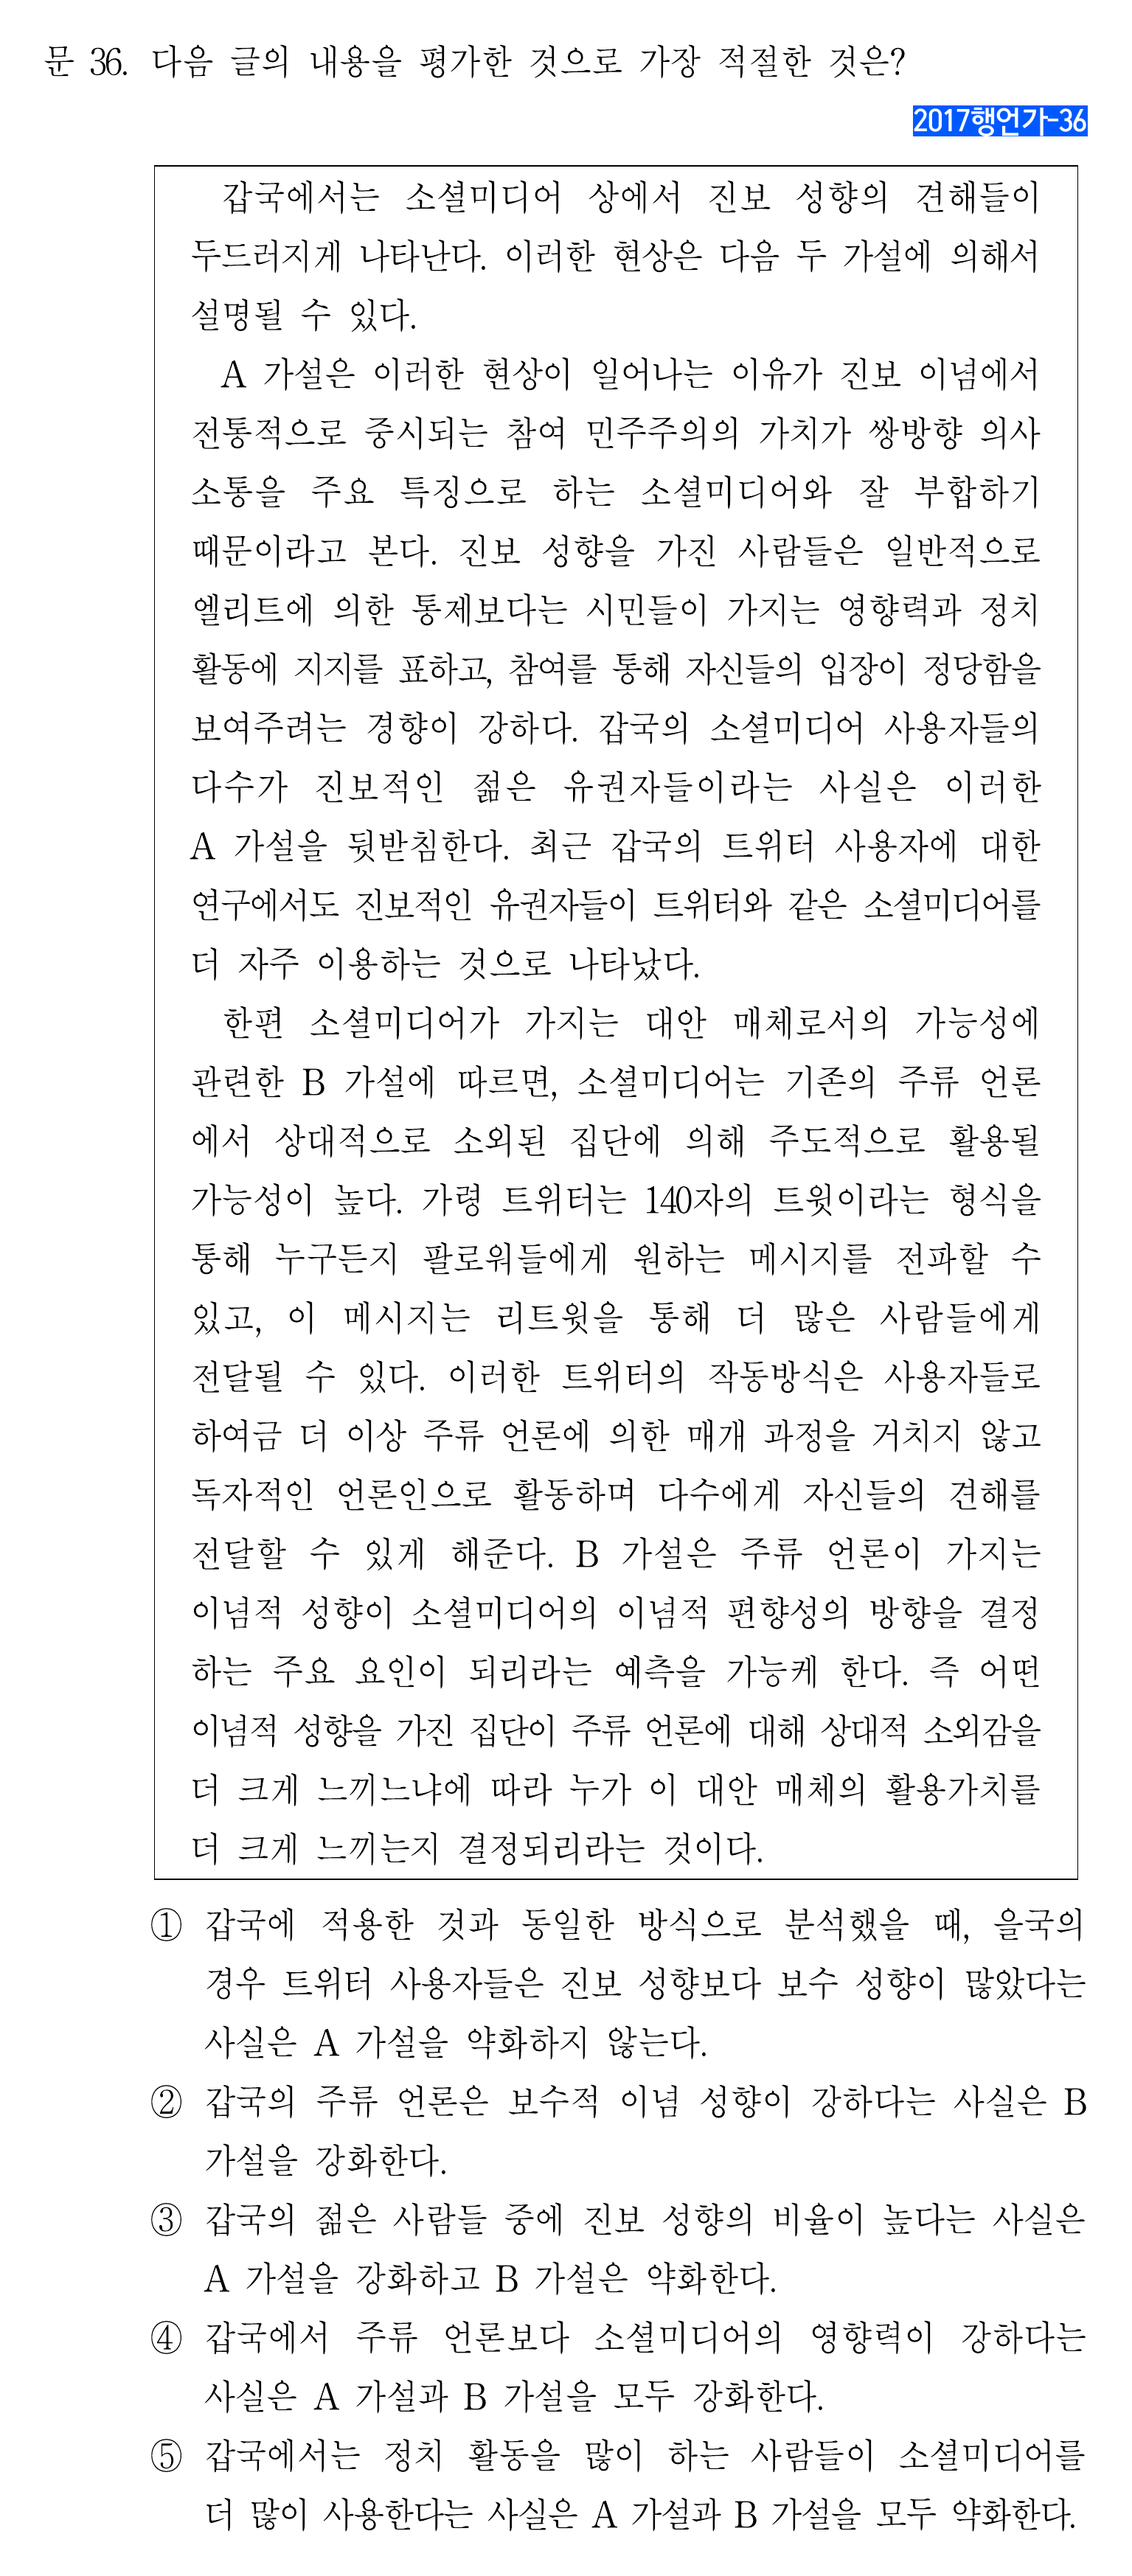 문 36. 다음 글의 내용을 평가한 것으로 가장 적절한 것은?
2017행언가-36
갑국에서는 소셜미디어 상에서 진보 성향의 견해들이
두드러지게 나타난다. 이러한 현상은 다음 두 가설에 의해서
설명될 수 있다.
A 가설은 이러한 현상이 일어나는 이유가 진보 이념에서
전통적으로 중시되는 참여 민주주의의 가치가 쌍방향 의사
소통을 주요 특징으로 하는 소셜미디어와 잘 부합하기
때문이라고 본다. 진보 성향을 가진 사람들은 일반적으로
엘리트에 의한 통제보다는 시민들이 가지는 영향력과 정치
활동에 지지를 표하고, 참여를 통해 자신들의 입장이 정당함을
보여주려는 경향이 강하다. 갑국의 소셜미디어 사용자들의
다수가 진보적인 젊은 유권자들이라는 사실은 이러한
A 가설을 뒷받침한다. 최근 갑국의 트위터 사용자에 대한
연구에서도 진보적인 유권자들이 트위터와 같은 소셜미디어를
더 자주 이용하는 것으로 나타났다.
한편 소셜미디어가 가지는 대안 매체로서의 가능성에
관련한 B 가설에 따르면, 소셜미디어는 기존의 주류 언론
에서 상대적으로 소외된 집단에 의해 주도적으로 활용될
가능성이 높다. 가령 트위터는 140자의 트윗이라는 형식을
통해 누구든지 팔로워들에게 원하는 메시지를 전파할 수
있고, 이 메시지는 리트윗을 통해 더 많은 사람들에게
전달될 수 있다. 이러한 트위터의 작동방식은 사용자들로
하여금 더 이상 주류 언론에 의한 매개 과정을 거치지 않고
독자적인 언론인으로 활동하며 다수에게 자신들의 견해를
전달할 수 있게 해준다. B 가설은 주류 언론이 가지는
이념적 성향이 소셜미디어의 이념적 편향성의 방향을 결정
하는 주요 요인이 되리라는 예측을 가능케 한다. 즉 어떤
이념적 성향을 가진 집단이 주류 언론에 대해 상대적 소외감을
더 크게 느끼느냐에 따라 누가 이 대안 매체의 활용가치를
더 크게 느끼는지 결정되리라는 것이다.
① 갑국에 적용한 것과 동일한 방식으로 분석했을 때, 을국의
경우 트위터 사용자들은 진보 성향보다 보수 성향이 많았다는
사실은 A 가설을 약화하지 않는다.
② 갑국의 주류 언론은 보수적 이념 성향이 강하다는 사실은 B
가설을 강화한다.
③ 갑국의 젊은 사람들 중에 진보 성향의 비율이 높다는 사실은
A 가설을 강화하고 B 가설은 약화한다.
④ 갑국에서 주류 언론보다 소셜미디어의 영향력이 강하다는
사실은 A 가설과 B 가설을 모두 강화한다.
⑤ 갑국에서는 정치 활동을 많이 하는 사람들이 소셜미디어를
더 많이 사용한다는 사실은 A 가설과 B 가설을 모두 약화한다.